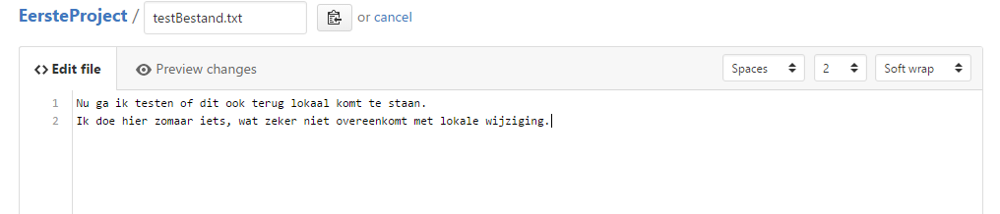 EersteProject / testBestand.txt or cancel
<> Edit file Preview changes Spaces 2 Soft wrap
1 Nu ga ik testen of dit ook terug lokaal komt te staan.
2 Ik doe hier zomaar iets, wat zeker niet overeenkomt met lokale wijziging.